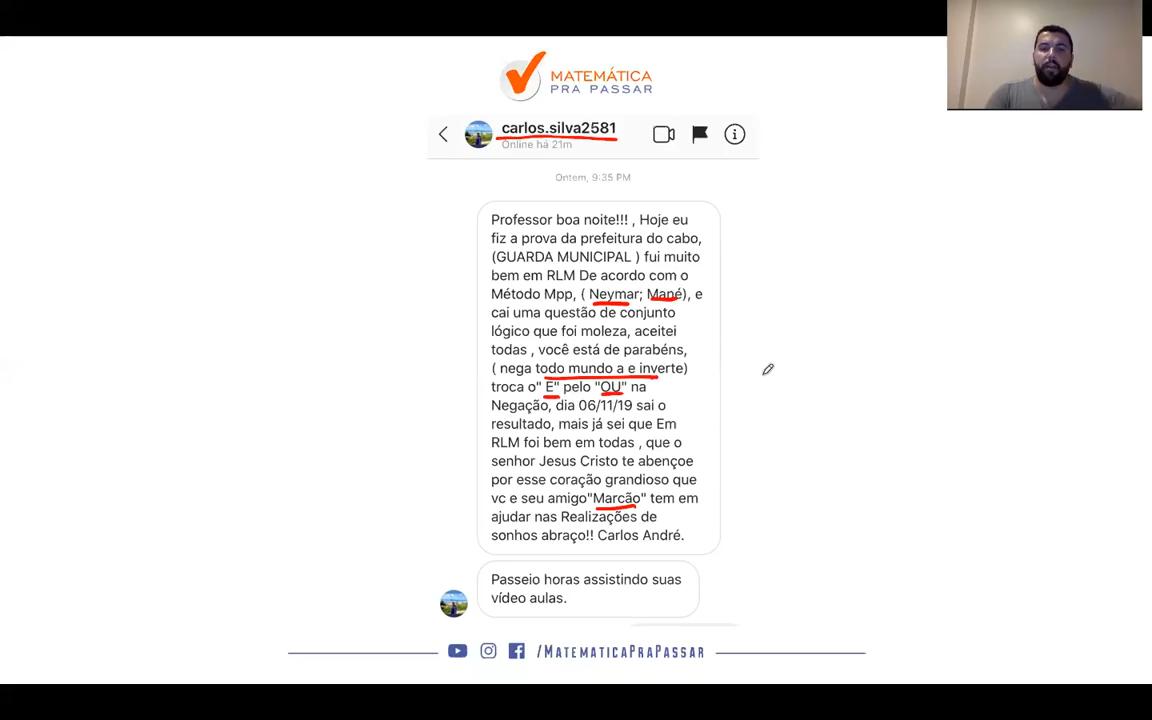 MATEMÁTICA
PRA PASSAR
carlos.silva2581
Online há 21m
Ontem, 9:35 PM
Professor boa noite!!! , Hoje eu
fiz a prova da prefeitura do cabo,
(GUARDA MUNICIPAL ) fui muito
bem em RLM De acordo com o
Método Mpp, ( Neymar; Mané), e
cai uma questão de conjunto
lógico que foi moleza, aceitei
todas , você está de parabéns,
( nega todo mundo a e inverte)
troca o" E" pelo "OU" na
Negação, dia 06/11/19 sai o
resultado, mais já sei que Em
RLM foi bem em todas , que o
senhor Jesus Cristo te abençoe
por esse coração grandioso que
vc e seu amigo"Marcão" tem em
ajudar nas Realizações de
sonhos abraço!! Carlos André.
Passeio horas assistindo suas
vídeo aulas.
/MATEMATICAPRAPASSAR